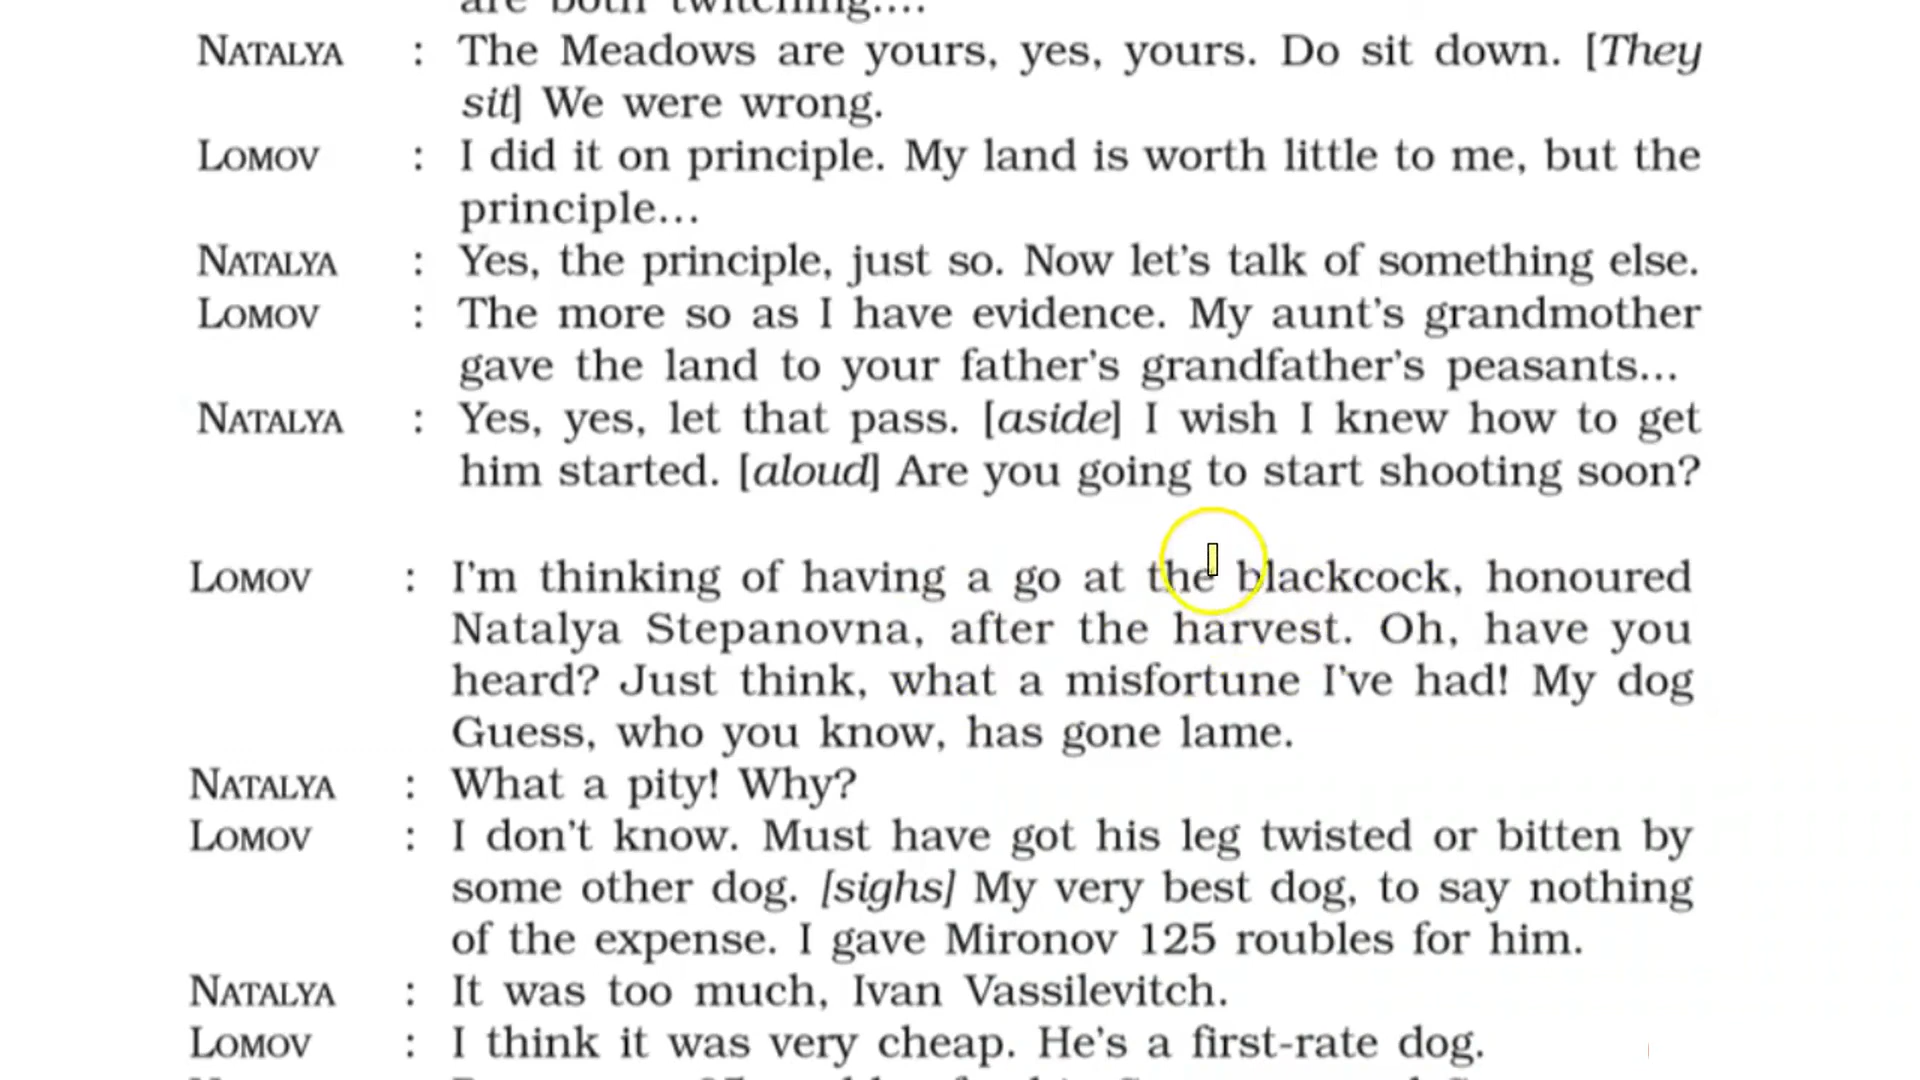 are both twitching....
NATALYA : The Meadows are yours, yes, yours. Do sit down. [They
sit] We were wrong.
LOMOV : I did it on principle. My land is worth little to me, but the
principle...
NATALYA : Yes, the principle, just so. Now let's talk of something else.
LOMOV : The more so as I have evidence. My aunt's grandmother
gave the land to your father's grandfather's peasants...
NATALYA : Yes, yes, let that pass. [aside] I wish I knew how to get
him started. [aloud] Are you going to start shooting soon?
LOMOV : I'm thinking of having a go at the blackcock, honoured
Natalya Stepanovna, after the harvest. Oh, have you
heard? Just think, what a misfortune I've had! My dog
Guess, who you know, has gone lame.
NATALYA : What a pity! Why?
LOMOV : I don't know. Must have got his leg twisted or bitten by
some other dog. [sighs] My very best dog, to say nothing
of the expense. I gave Mironov 125 roubles for him.
NATALYA : It was too much, Ivan Vassilevitch.
LOMOV : I think it was very cheap. He's a first-rate dog.